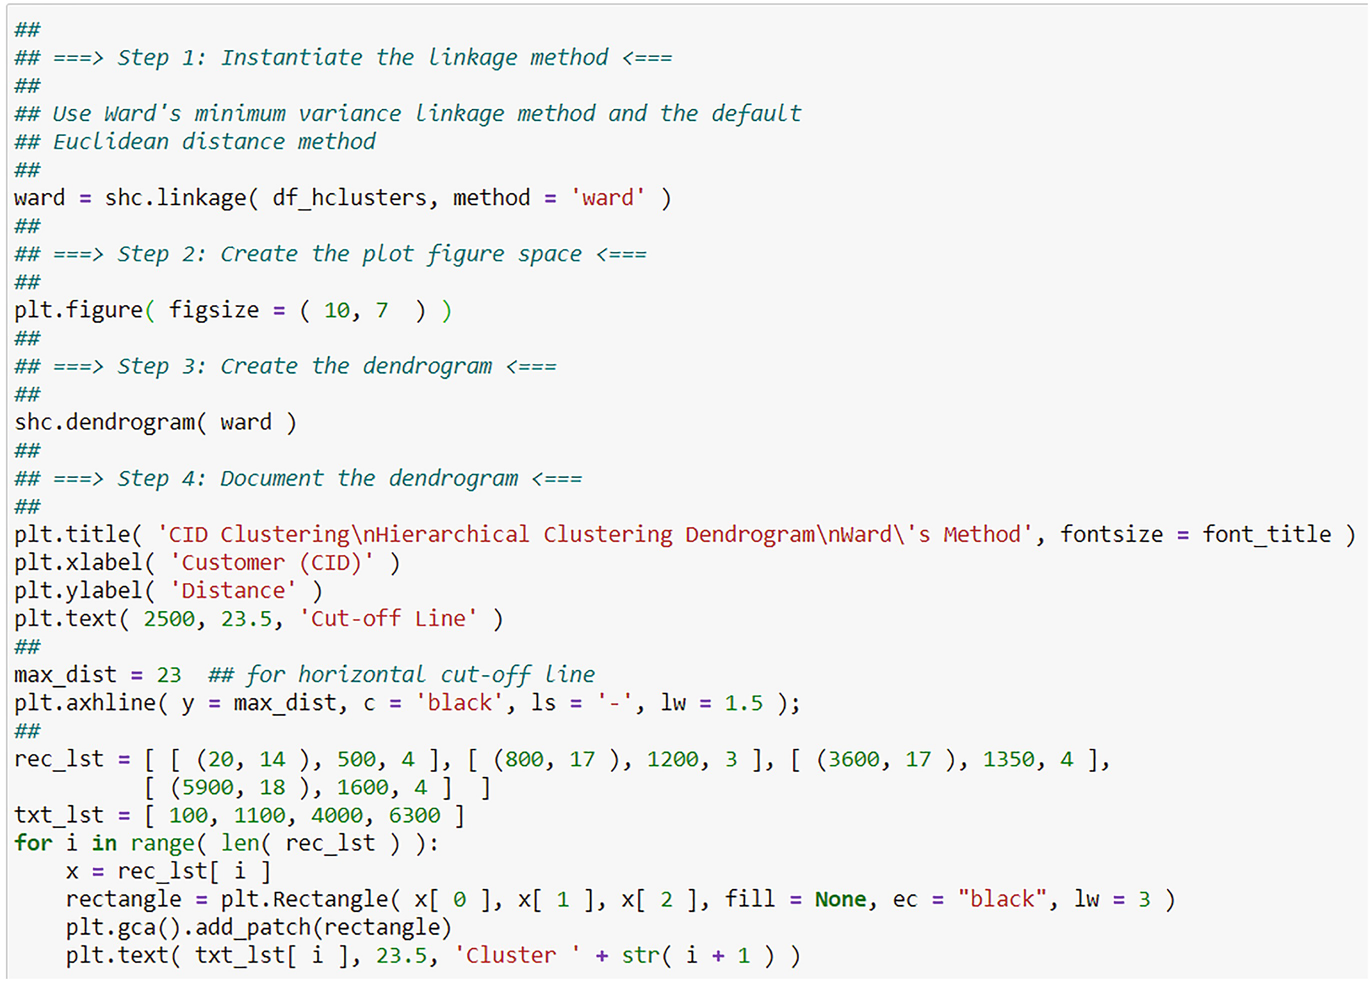 ##
## ===> Step 1: Instantiate the linkage method <===
##
## Use Ward's minimum variance linkage method and the default
## Euclidean distance method
##
ward = shc.linkage( df_hclusters, method = 'ward' )
##
## ===> Step 2: Create the plot figure space <===
##
plt.figure( figsize = ( 10, 7  ) )
##
## ===> Step 3: Create the dendrogram <===
##
shc.dendrogram( ward )
##
## ===> Step 4: Document the dendrogram <===
##
plt.title( 'CID Clustering\nHierarchical Clustering Dendrogram\nWard\'s Method', fontsize = font_title )
plt.xlabel( 'Customer (CID)' )
plt.ylabel( 'Distance' )
plt.text( 2500, 23.5, 'Cut-off Line' )
##
max_dist = 23  ## for horizontal cut-off line
plt.axhline( y = max_dist, c = 'black', ls = '-', lw = 1.5 );
##
rec_lst = [ [ (20, 14 ), 500, 4 ], [ (800, 17 ), 1200, 3 ], [ (3600, 17 ), 1350, 4 ],
          [ (5900, 18 ), 1600, 4 ]  ]
txt_lst = [ 100, 1100, 4000, 6300 ]
for i in range( len( rec_lst ) ):
    x = rec_lst[ i ]
    rectangle = plt.Rectangle( x[ 0 ], x[ 1 ], x[ 2 ], fill = None, ec = "black", lw = 3 )
    plt.gca().add_patch(rectangle)
    plt.text( txt_lst[ i ], 23.5, 'Cluster ' + str( i + 1 ) )